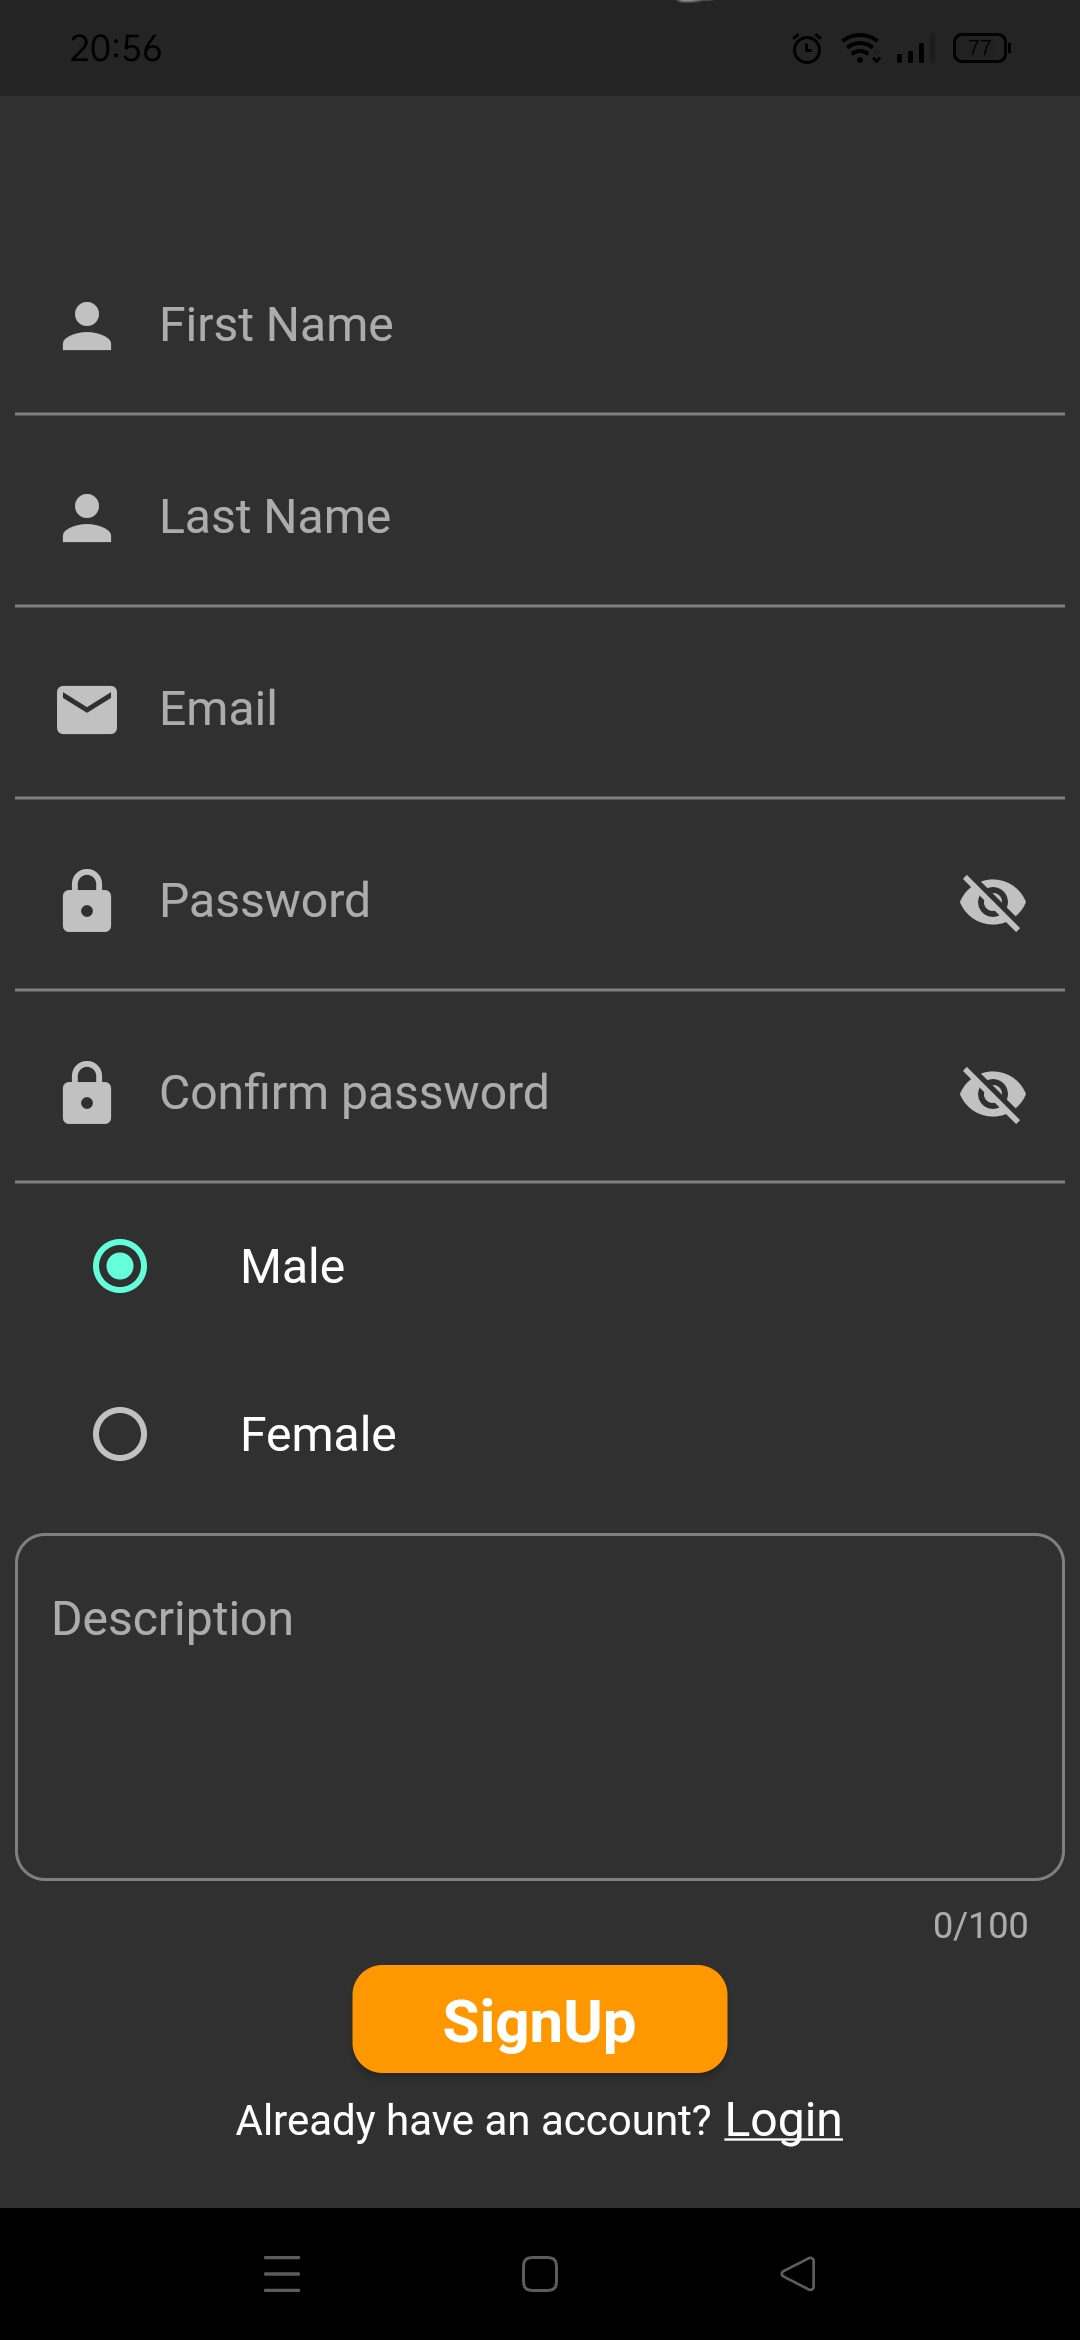 20:56
77
First Name
Last Name
Email
Password
Confirm password
Male
Female
Description
0/100
SignUp
Already have an account? Login